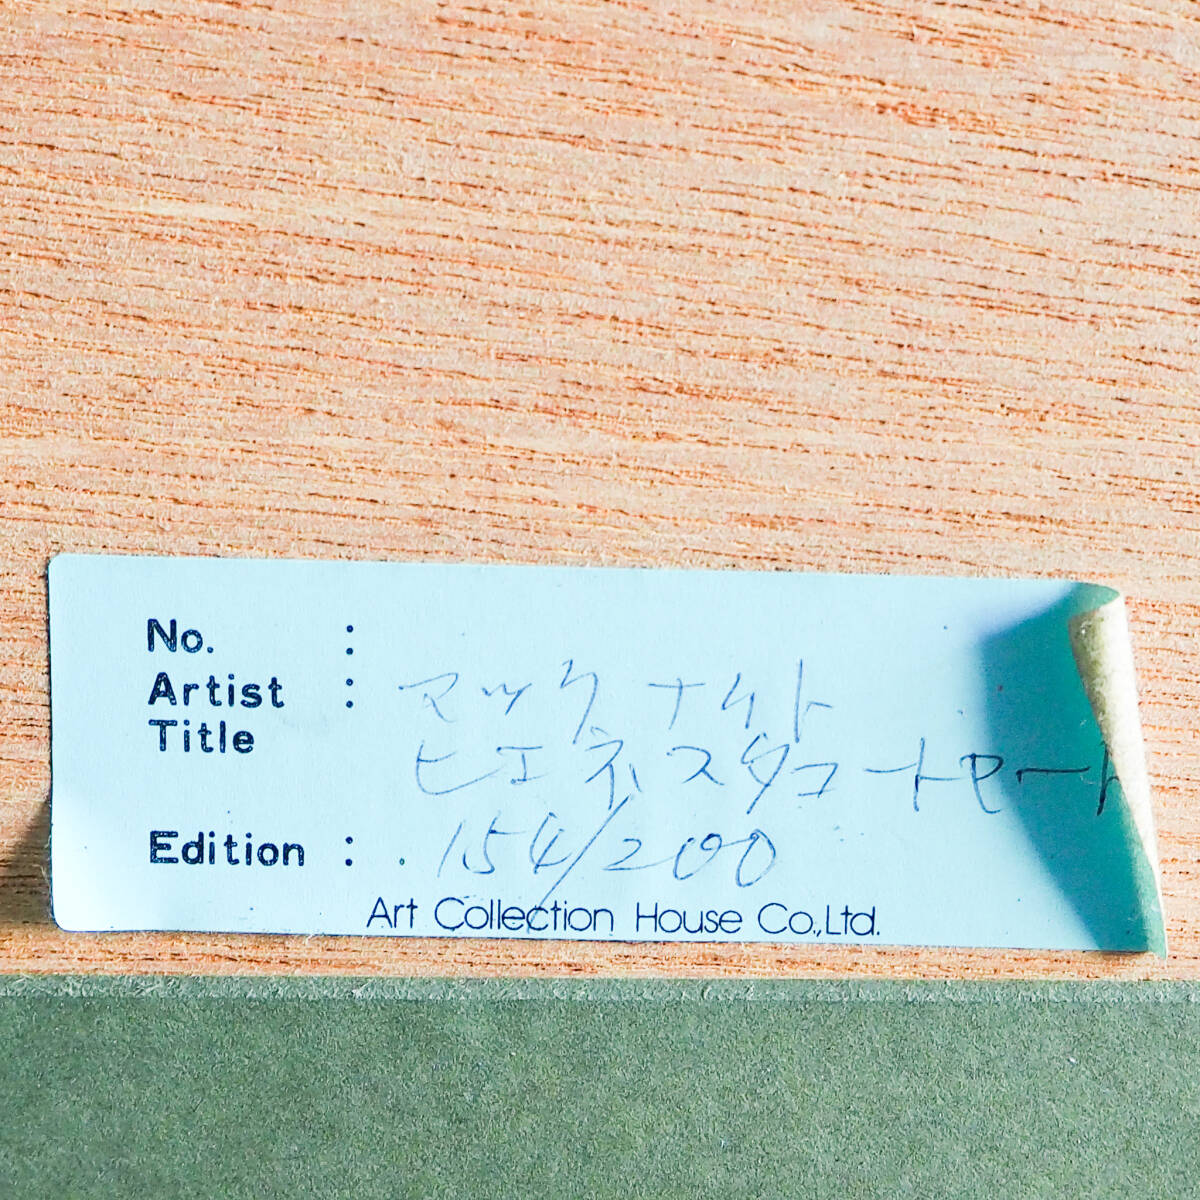 No. :
Artist : マックナイト
Title ヒエネスタコートヤード
Edition : 154/200
Art Collection House Co.,Ltd.